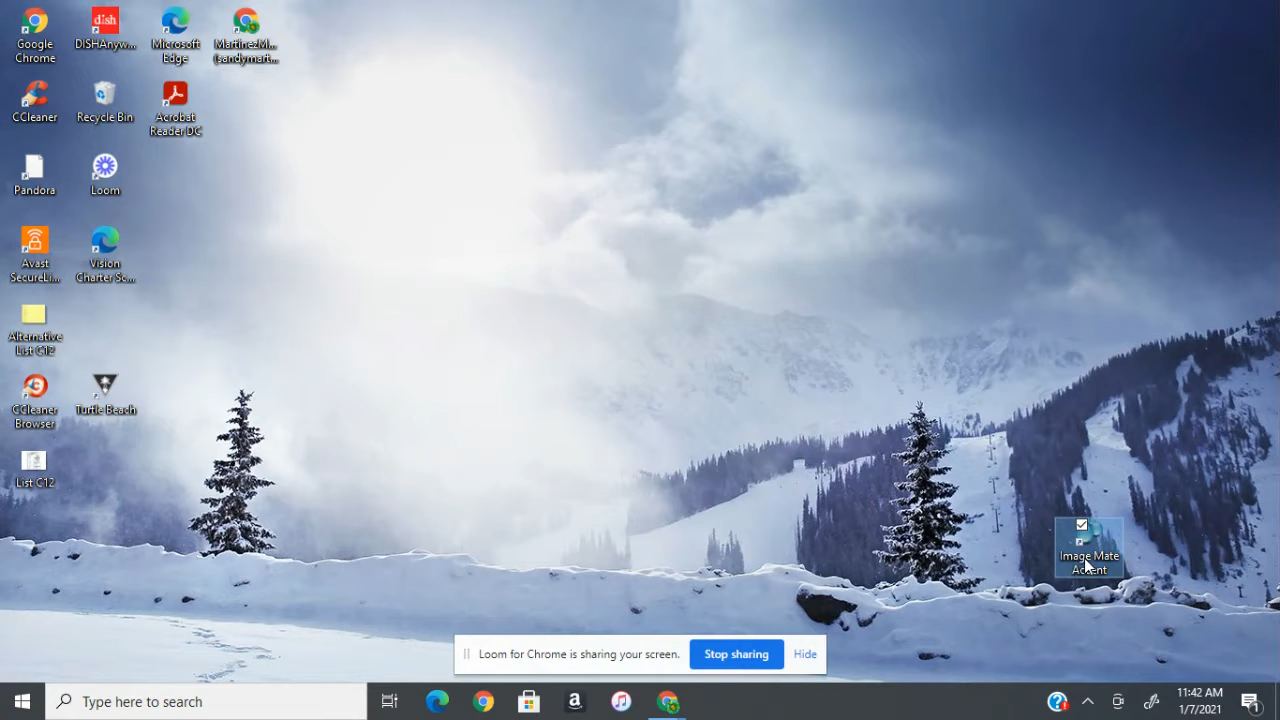 Google
Chrome
dish
DISHAnyw...
Microsoft
Edge
MartinezM...
(sandymart...
CCleaner
Recycle Bin
Acrobat
Reader DC
Pandora
Loom
Avast
SecureLi...
Vision
Charter Sc...
Alternative
List C12
CCleaner
Browser
Turtle Beach
List C12
Image Mate
Accent
Loom for Chrome is sharing your screen.
Stop sharing
Hide
Type here to search
a
11:42 AM
1/7/2021
1